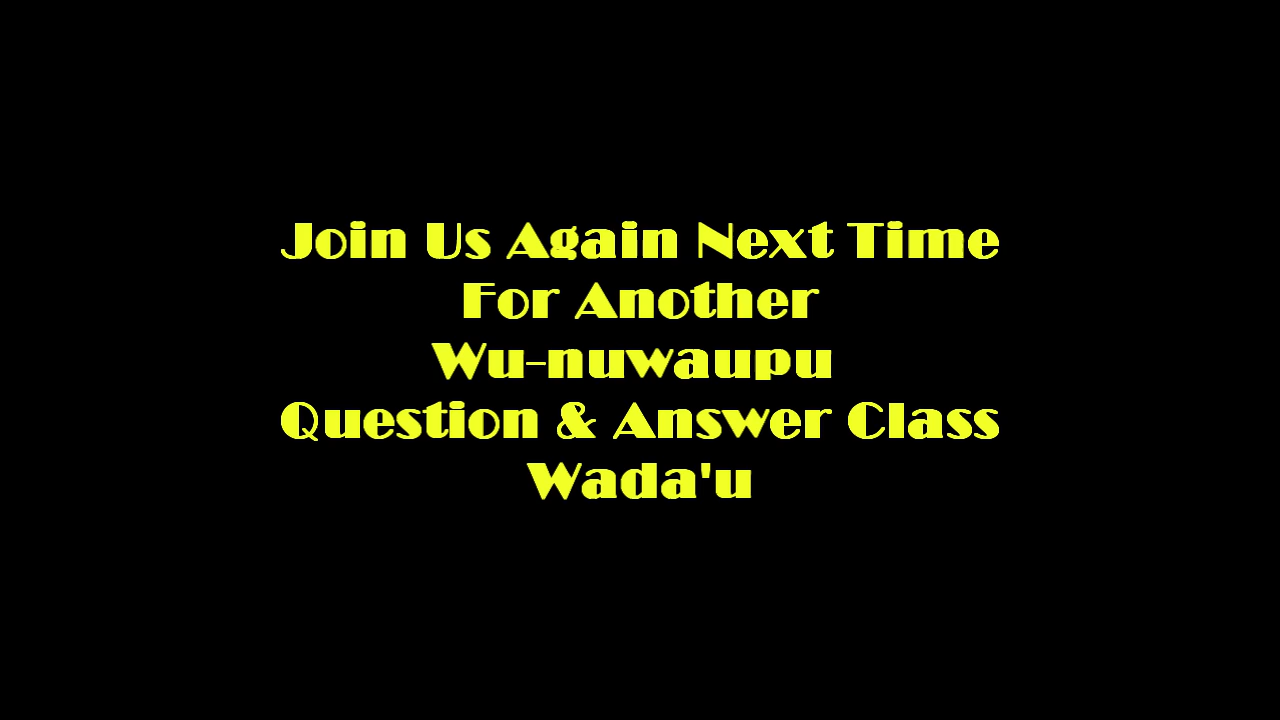 Join Us Again Next Time
For Another
Wu-nuwaupu
Question & Answer Class
Wada'u